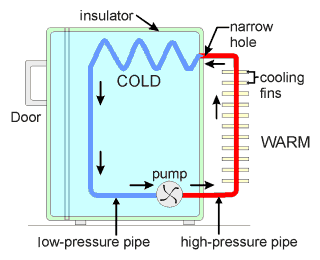 insulator
narrow
hole
COLD
cooling
fins
Door
WARM
pump
low-pressure pipe
high-pressure pipe